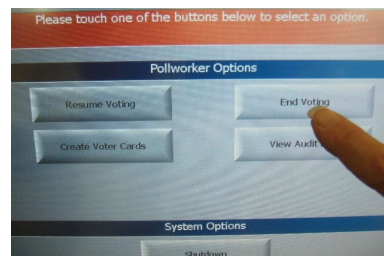 Please touch one of the buttons below to select an option.
Pollworker Options
Resume Voting
End Voting
Create Voter Cards
View Audit
System Options
Shutdown